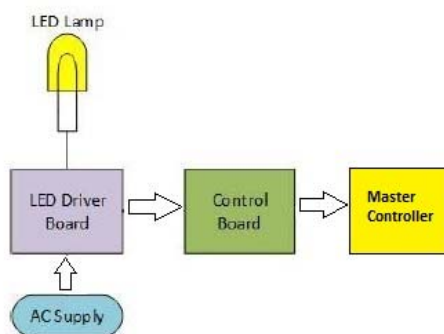 LED Lamp
LED Driver
Board
Control
Board
Master
Controller
AC Supply